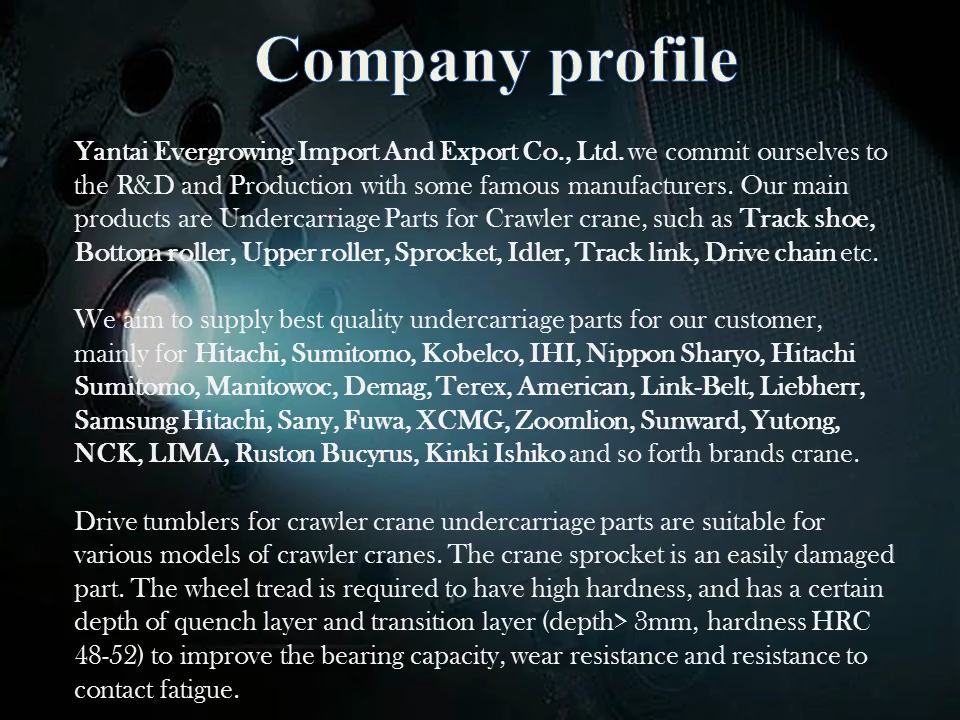 Company profile
Yantai Evergrowing Import And Export Co., Ltd. we commit ourselves to
the R&D and Production with some famous manufacturers. Our main
products are Undercarriage Parts for Crawler crane, such as Track shoe,
Bottom roller, Upper roller, Sprocket, Idler, Track link, Drive chain etc.
We aim to supply best quality undercarriage parts for our customer,
mainly for Hitachi, Sumitomo, Kobelco, IHI, Nippon Sharyo, Hitachi
Sumitomo, Manitowoc, Demag, Terex, American, Link-Belt, Liebherr,
Samsung Hitachi, Sany, Fuwa, XCMG, Zoomlion, Sunward, Yutong,
NCK, LIMA, Ruston Bucyrus, Kinki Ishiko and so forth brands crane.
Drive tumblers for crawler crane undercarriage parts are suitable for
various models of crawler cranes. The crane sprocket is an easily damaged
part. The wheel tread is required to have high hardness, and has a certain
depth of quench layer and transition layer (depth> 3mm, hardness HRC
48-52) to improve the bearing capacity, wear resistance and resistance to
contact fatigue.